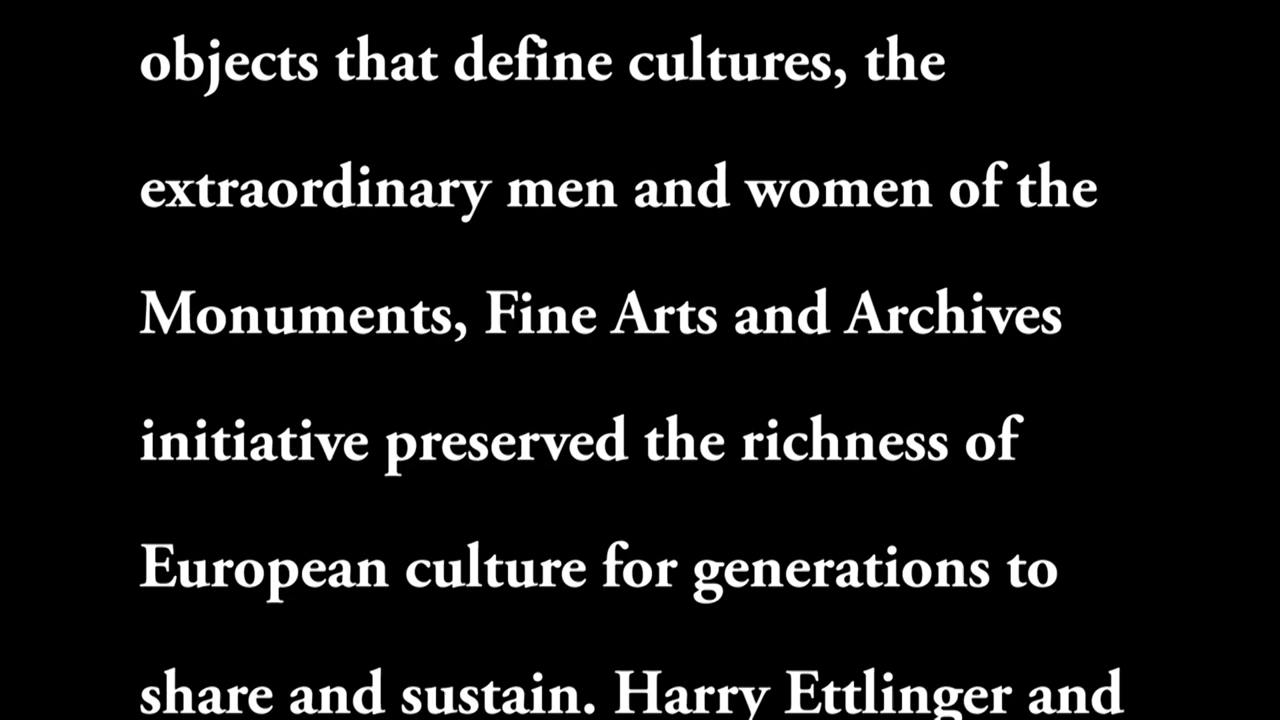 objects that define cultures, the
extraordinary men and women of the
Monuments, Fine Arts and Archives
initiative preserved the richness of
European culture for generations to
share and sustain. Harry Ettlinger and